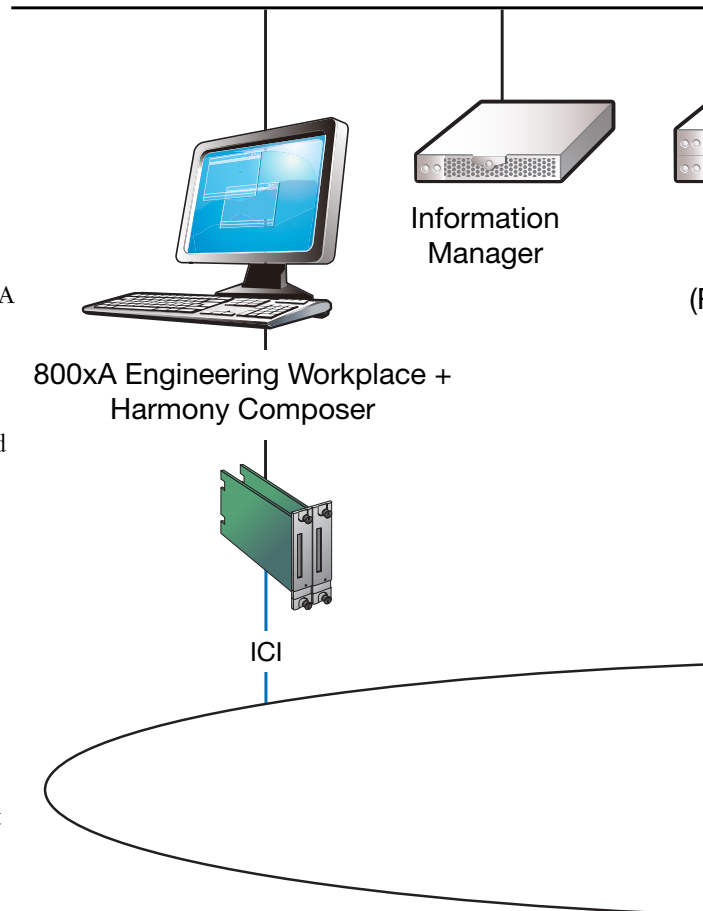 Information
Manager
A
(F
800xA Engineering Workplace +
Harmony Composer
d
ICI